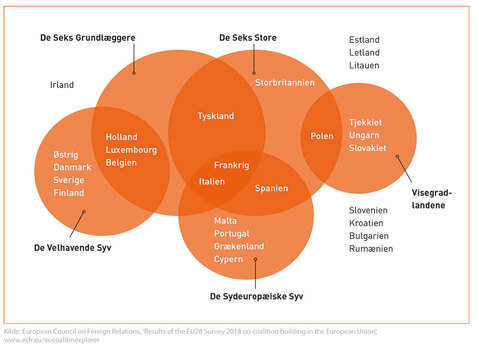 De Seks Grundlæggere
De Seks Store
Estland
Letland
Litauen
Irland
Storbritannien
Tyskland
Holland
Luxembourg
Belgien
Polen
Tjekkiet
Ungarn
Slovakiet
Østrig
Danmark
Sverige
Finland
Frankrig
Italien
Spanien
Visegrad-
landene
Malta
Portugal
Grækenland
Cypern
Slovenien
Kroatien
Bulgarien
Rumænien
De Velhavende Syv
De Sydeuropæiske Syv
Kilde: European Council on Foreign Relations, 'Results of the EU28 Survey 2018 on coalition building in the European Union',
www.ecfr.eu/eucoalitinexplorer